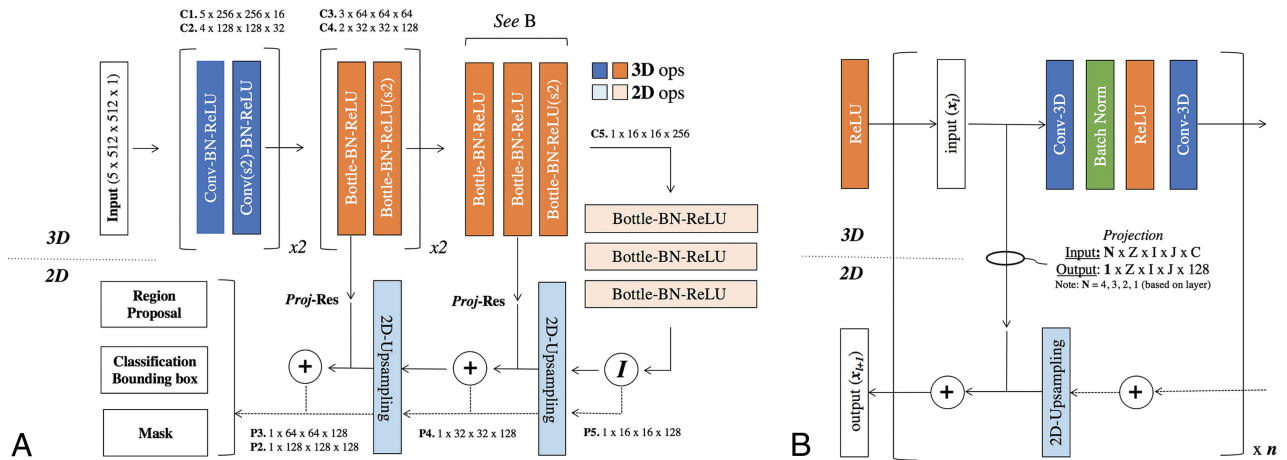 C1. 5 x 256 x 256 x 16
C2. 4 x 128 x 128 x 32
C3. 3 x 64 x 64 x 64
C4. 2 x 32 x 32 x 128
See B
Input (5 x 512 x 512 x 1)
Conv-BN-ReLU
Conv(s2)-BN-ReLU
x2
Bottle-BN-ReLU
Bottle-BN-ReLU(s2)
x2
Bottle-BN-ReLU
Bottle-BN-ReLU
Bottle-BN-ReLU(s2)
3D ops
2D ops
C5. 1 x 16 x 16 x 256
Bottle-BN-ReLU
Bottle-BN-ReLU
Bottle-BN-ReLU
3D
2D
Region
Proposal
Classification
Bounding box
Mask
Proj-Res
Proj-Res
+
2D-Upsampling
+
2D-Upsampling
I
P3. 1 x 64 x 64 x 128
P2. 1 x 128 x 128 x 128
P4. 1 x 32 x 32 x 128
P5. 1 x 16 x 16 x 128
A
ReLU
input (xl)
Conv-3D
Batch Norm
ReLU
Conv-3D
3D
2D
Projection
Input: N x Z x I x J x C
Output: 1 x Z x I x J x 128
Note: N = 4, 3, 2, 1 (based on layer)
output (xl+1)
+
2D-Upsampling
+
x n
B